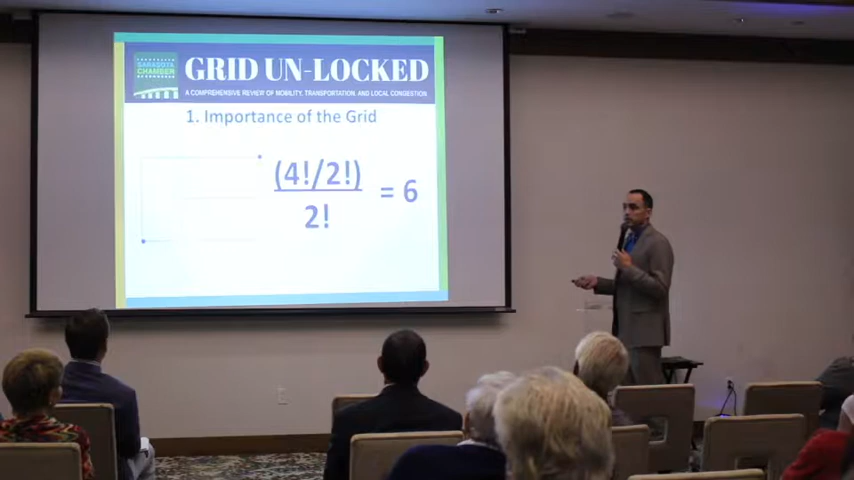 SARASOTA
CHAMBER
GRID UN-LOCKED
A COMPREHENSIVE REVIEW OF MOBILITY, TRANSPORTATION AND LOCAL CONGESTION
1. Importance of the Grid
(4!/2!)
= 6
2!